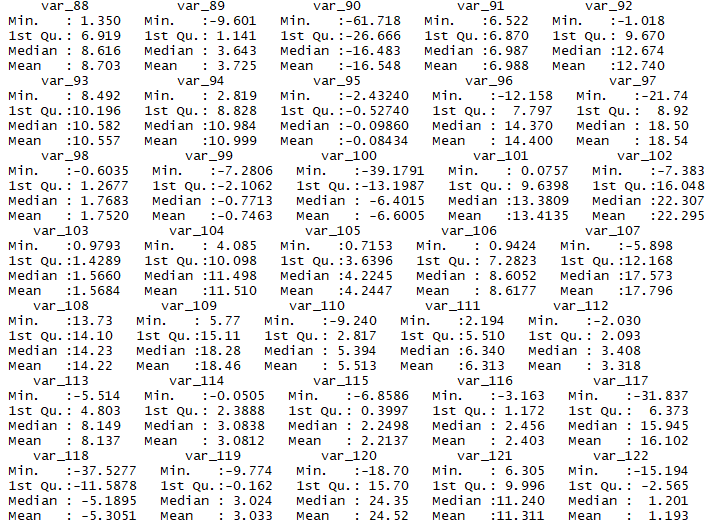 var_88 var_89 var_90 var_91 var_92
Min. : 1.350 Min. :-9.601 Min. :-61.718 Min. :6.522 Min. :-1.018
1st Qu.: 6.919 1st Qu.: 1.141 1st Qu.:-26.666 1st Qu.:6.870 1st Qu.: 9.670
Median : 8.616 Median : 3.643 Median :-16.483 Median :6.987 Median :12.674
Mean : 8.703 Mean : 3.725 Mean :-16.548 Mean :6.988 Mean :12.740
var_93 var_94 var_95 var_96 var_97
Min. : 8.492 Min. : 2.819 Min. :-2.43240 Min. :-12.158 Min. :-21.74
1st Qu.:10.196 1st Qu.: 8.828 1st Qu.:-0.52740 1st Qu.: 7.797 1st Qu.: 8.92
Median :10.582 Median :10.984 Median :-0.09860 Median : 14.370 Median : 18.50
Mean :10.557 Mean :10.999 Mean :-0.08434 Mean : 14.400 Mean : 18.54
var_98 var_99 var_100 var_101 var_102
Min. :-0.6035 Min. :-7.2806 Min. :-39.1791 Min. : 0.0757 Min. :-7.383
1st Qu.: 1.2677 1st Qu.:-2.1062 1st Qu.:-13.1987 1st Qu.: 9.6398 1st Qu.:16.048
Median : 1.7683 Median :-0.7713 Median : -6.4015 Median :13.3809 Median :22.307
Mean : 1.7520 Mean :-0.7463 Mean : -6.6005 Mean :13.4135 Mean :22.295
var_103 var_104 var_105 var_106 var_107
Min. :0.9793 Min. : 4.085 Min. :0.7153 Min. : 0.9424 Min. :-5.898
1st Qu.:1.4289 1st Qu.:10.098 1st Qu.:3.6396 1st Qu.: 7.2823 1st Qu.:12.168
Median :1.5660 Median :11.498 Median :4.2245 Median : 8.6052 Median :17.573
Mean :1.5684 Mean :11.510 Mean :4.2447 Mean : 8.6177 Mean :17.796
var_108 var_109 var_110 var_111 var_112
Min. :13.73 Min. : 5.77 Min. :-9.240 Min. :2.194 Min. :-2.030
1st Qu.:14.10 1st Qu.:15.11 1st Qu.: 2.817 1st Qu.:5.510 1st Qu.: 2.093
Median :14.23 Median :18.28 Median : 5.394 Median :6.340 Median : 3.408
Mean :14.22 Mean :18.46 Mean : 5.513 Mean :6.313 Mean : 3.318
var_113 var_114 var_115 var_116 var_117
Min. :-5.514 Min. :-0.0505 Min. :-6.8586 Min. :-3.163 Min. :-31.837
1st Qu.: 4.803 1st Qu.: 2.3888 1st Qu.: 0.3997 1st Qu.: 1.172 1st Qu.: 6.373
Median : 8.149 Median : 3.0838 Median : 2.2498 Median : 2.456 Median : 15.945
Mean : 8.137 Mean : 3.0812 Mean : 2.2137 Mean : 2.403 Mean : 16.102
var_118 var_119 var_120 var_121 var_122
Min. :-37.5277 Min. :-9.774 Min. :-18.70 Min. : 6.305 Min. :-15.194
1st Qu.:-11.5878 1st Qu.:-0.162 1st Qu.: 15.70 1st Qu.: 9.996 1st Qu.: -2.565
Median : -5.1895 Median : 3.024 Median : 24.35 Median :11.240 Median : 1.201
Mean : -5.3051 Mean : 3.033 Mean : 24.52 Mean :11.311 Mean : 1.193